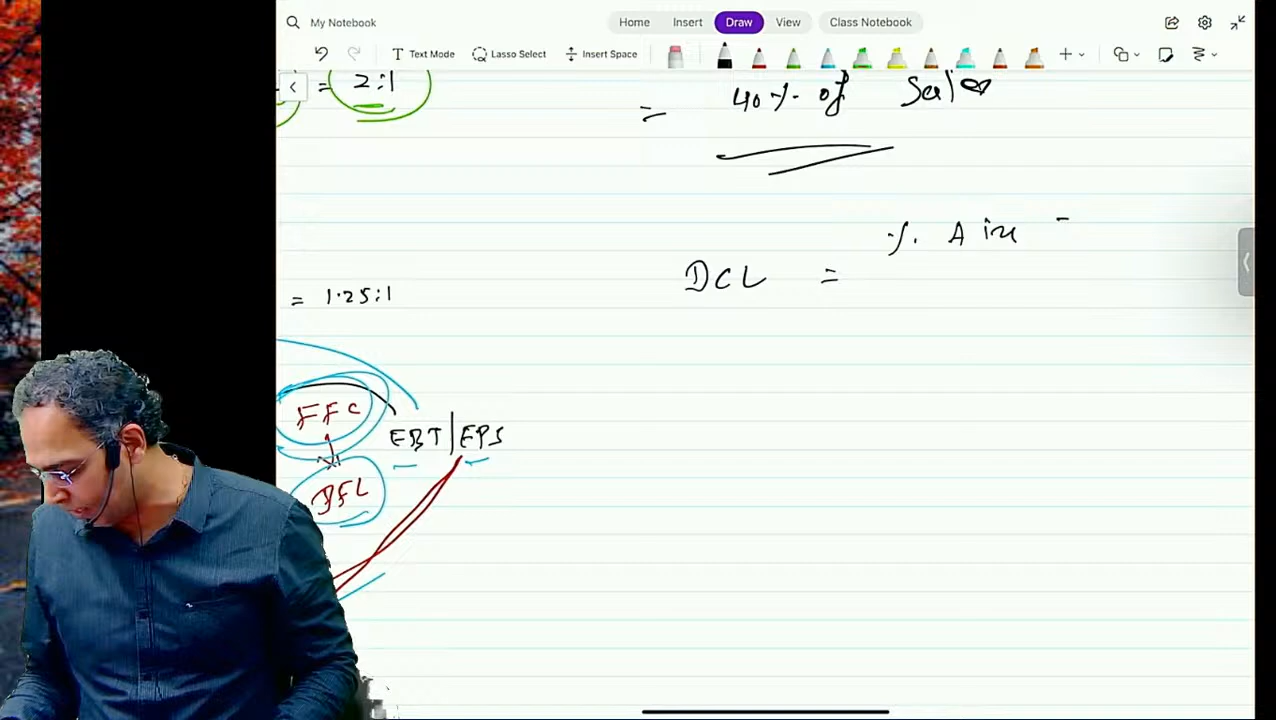 My Notebook
Home Insert Draw View Class Notebook
Text Mode Lasso Select Insert Space
= 2:1
= 40% of Sales
% Δ in
DCL =
= 1.25:1
FFC
EBT | EPS
DFL